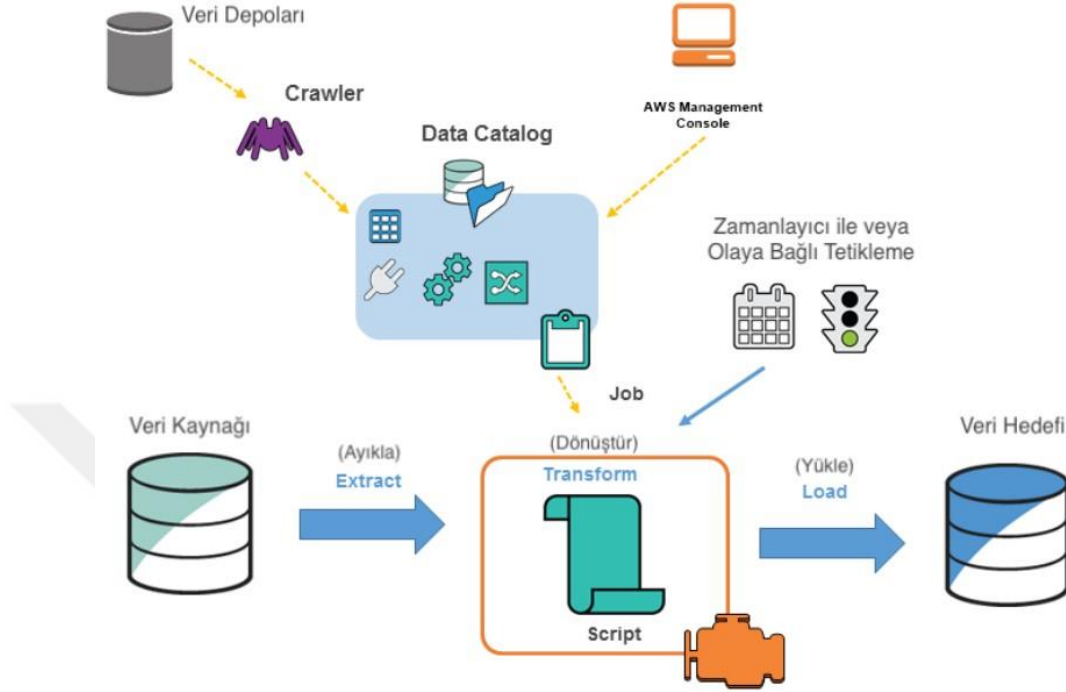 Veri Depoları
Crawler
AWS Management
Console
Data Catalog
Zamanlayıcı ile veya
Olaya Bağlı Tetikleme
Job
Veri Kaynağı
(Ayıkla)
Extract
(Dönüştür)
Transform
Script
(Yükle)
Load
Veri Hedefi